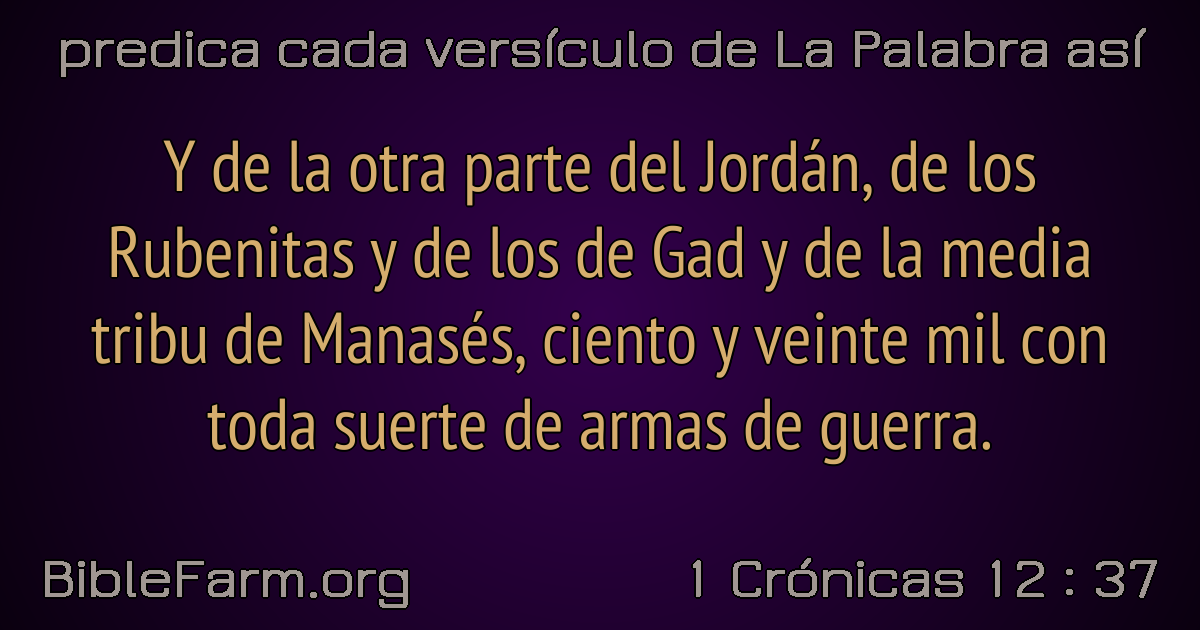 predica cada versículo de La Palabra así
Y de la otra parte del Jordán, de los
Rubenitas y de los de Gad y de la media
tribu de Manasés, ciento y veinte mil con
toda suerte de armas de guerra.
BibleFarm.org
1 Crónicas 12 : 37